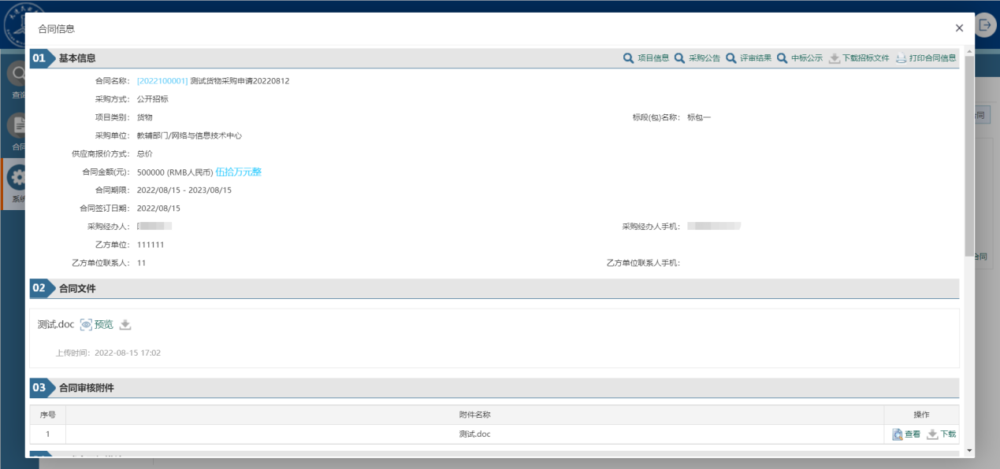 合同信息
01 基本信息 项目信息 采购公告 评审结果 中标公示 下载招标文件 打印合同信息
合同名称： [2022100001] 测试货物采购申请20220812
采购方式： 公开招标
项目类别： 货物 标段(包)名称： 标包一
采购单位： 教辅部门/网络与信息技术中心
供应商报价方式： 总价
合同金额(元)： 500000 (RMB人民币) 伍拾万元整
合同期限： 2022/08/15 - 2023/08/15
合同签订日期： 2022/08/15
采购经办人： 采购经办人手机：
乙方单位： 111111
乙方单位联系人： 11 乙方单位联系人手机：
02 合同文件
测试.doc 预览
上传时间： 2022-08-15 17:02
03 合同审核附件
序号 附件名称 操作
1 测试.doc 查看 下载